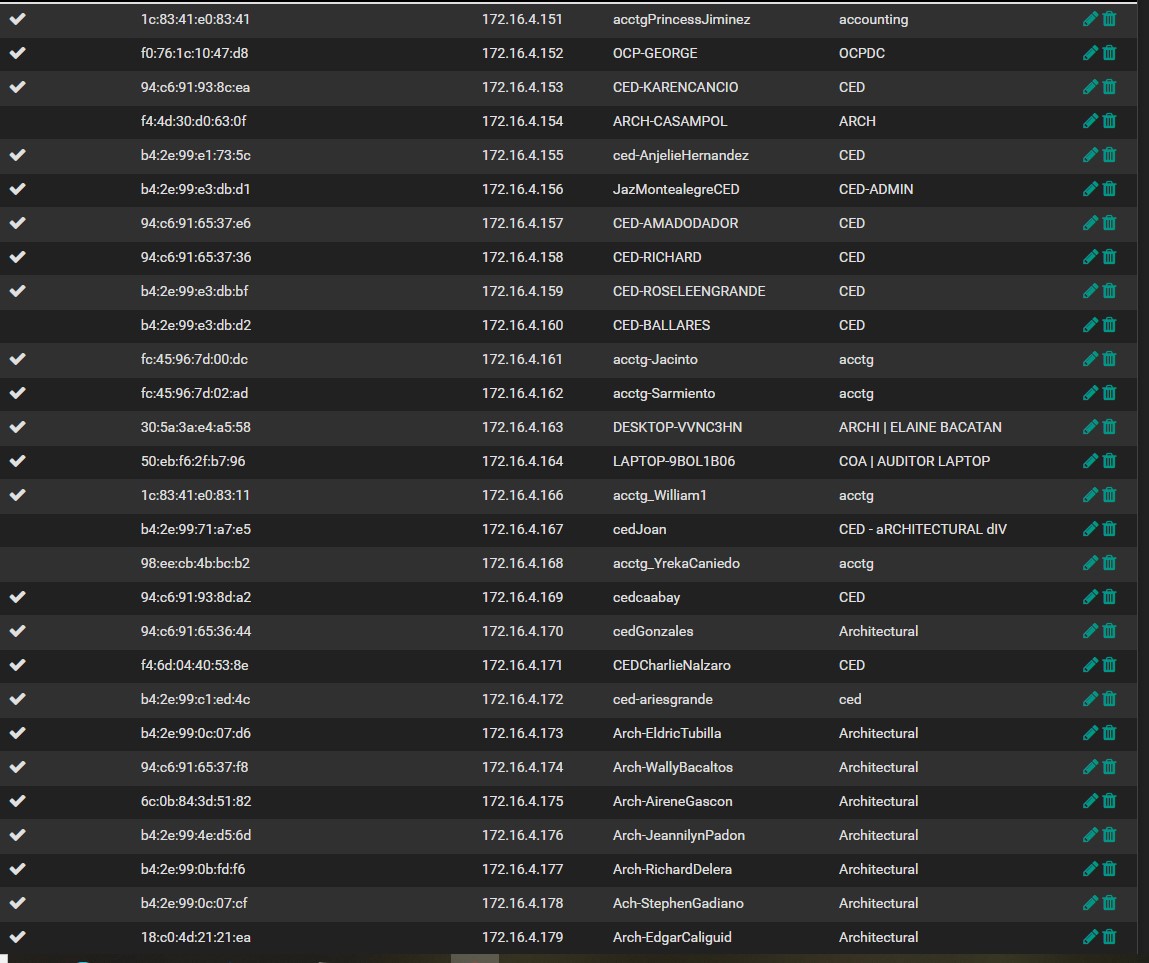 1c:83:41:e0:83:41 172.16.4.151 acctgPrincessJiminez accounting
f0:76:1c:10:47:d8 172.16.4.152 OCP-GEORGE OCPDC
94:c6:91:93:8c:ea 172.16.4.153 CED-KARENCANCIO CED
f4:4d:30:d0:63:0f 172.16.4.154 ARCH-CASAMPOL ARCH
b4:2e:99:e1:73:5c 172.16.4.155 ced-AnjelieHernandez CED
b4:2e:99:e3:db:d1 172.16.4.156 JazMontealegreCED CED-ADMIN
94:c6:91:65:37:e6 172.16.4.157 CED-AMADODADOR CED
94:c6:91:65:37:36 172.16.4.158 CED-RICHARD CED
b4:2e:99:e3:db:bf 172.16.4.159 CED-ROSELEENGRANDE CED
b4:2e:99:e3:db:d2 172.16.4.160 CED-BALLARES CED
fc:45:96:7d:00:dc 172.16.4.161 acctg-Jacinto acctg
fc:45:96:7d:02:ad 172.16.4.162 acctg-Sarmiento acctg
30:5a:3a:e4:a5:58 172.16.4.163 DESKTOP-VVNC3HN ARCHI | ELAINE BACATAN
50:eb:f6:2f:b7:96 172.16.4.164 LAPTOP-9BOL1B06 COA | AUDITOR LAPTOP
1c:83:41:e0:83:11 172.16.4.166 acctg_William1 acctg
b4:2e:99:71:a7:e5 172.16.4.167 cedJoan CED - aRCHITECTURAL dIV
98:ee:cb:4b:bc:b2 172.16.4.168 acctg_YrekaCaniedo acctg
94:c6:91:93:8d:a2 172.16.4.169 cedcaabay CED
94:c6:91:65:36:44 172.16.4.170 cedGonzales Architectural
f4:6d:04:40:53:8e 172.16.4.171 CEDCharlieNalzaro CED
b4:2e:99:c1:ed:4c 172.16.4.172 ced-ariesgrande ced
b4:2e:99:0c:07:d6 172.16.4.173 Arch-EldricTubilla Architectural
94:c6:91:65:37:f8 172.16.4.174 Arch-WallyBacaltos Architectural
6c:0b:84:3d:51:82 172.16.4.175 Arch-AireneGascon Architectural
b4:2e:99:4e:d5:6d 172.16.4.176 Arch-JeannilynPadon Architectural
b4:2e:99:0b:fd:f6 172.16.4.177 Arch-RichardDelera Architectural
b4:2e:99:0c:07:cf 172.16.4.178 Ach-StephenGadiano Architectural
18:c0:4d:21:21:ea 172.16.4.179 Arch-EdgarCaliguid Architectural